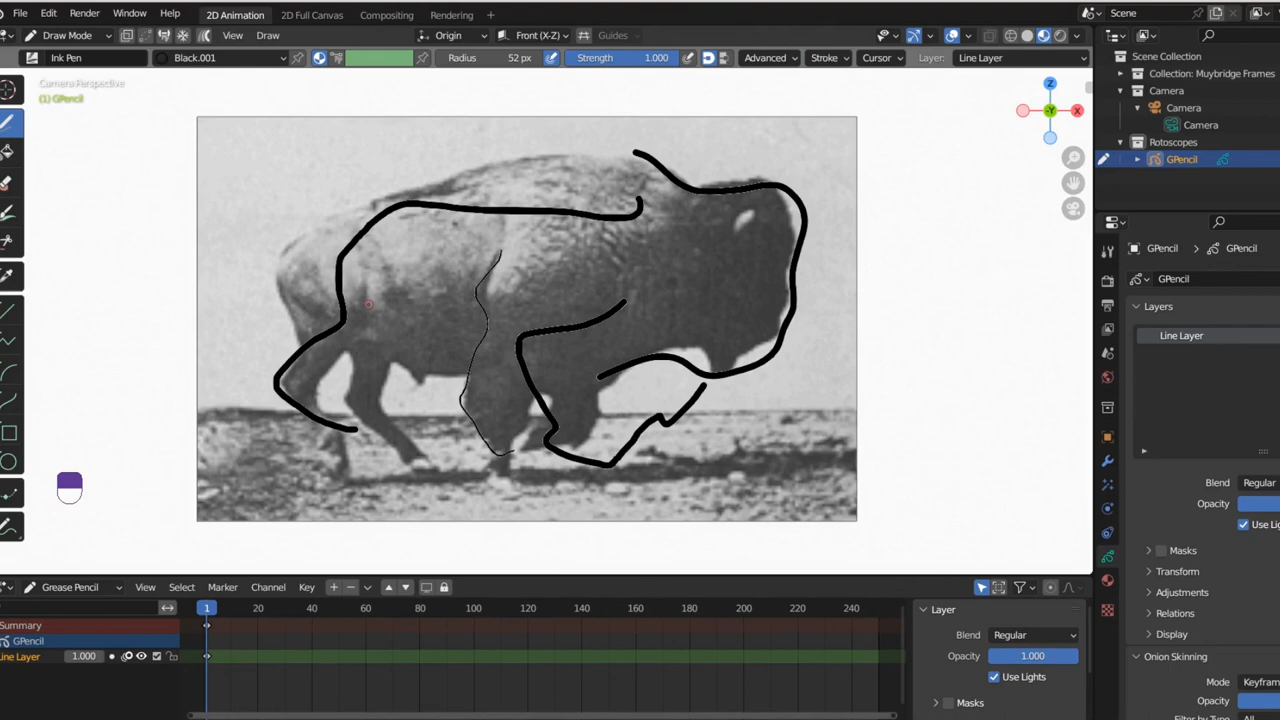 File Edit Render Window Help 2D Animation 2D Full Canvas Compositing Rendering + Scene
Draw Mode View Draw Origin Front (X-Z) Guides
Ink Pen Black.001 Radius 52 px Strength 1.000 Advanced Stroke Cursor Layer: Line Layer
Scene Collection
Collection: Muybridge Frames
Camera
Camera
Camera
Rotoscopes
GPencil
Camera Perspective
(1) GPencil
Z
X
-Y
GPencil GPencil
GPencil
Layers
Line Layer
Blend Regular
Opacity
Use Lights
Masks
Transform
Adjustments
Relations
Display
Onion Skinning
Mode Keyfram
Opacity
Filter by Type All
Grease Pencil View Select Marker Channel Key
1 20 40 60 80 100 120 140 160 180 200 220 240
Summary
GPencil
Line Layer 1.000
Layer
Blend Regular
Opacity 1.000
Use Lights
Masks